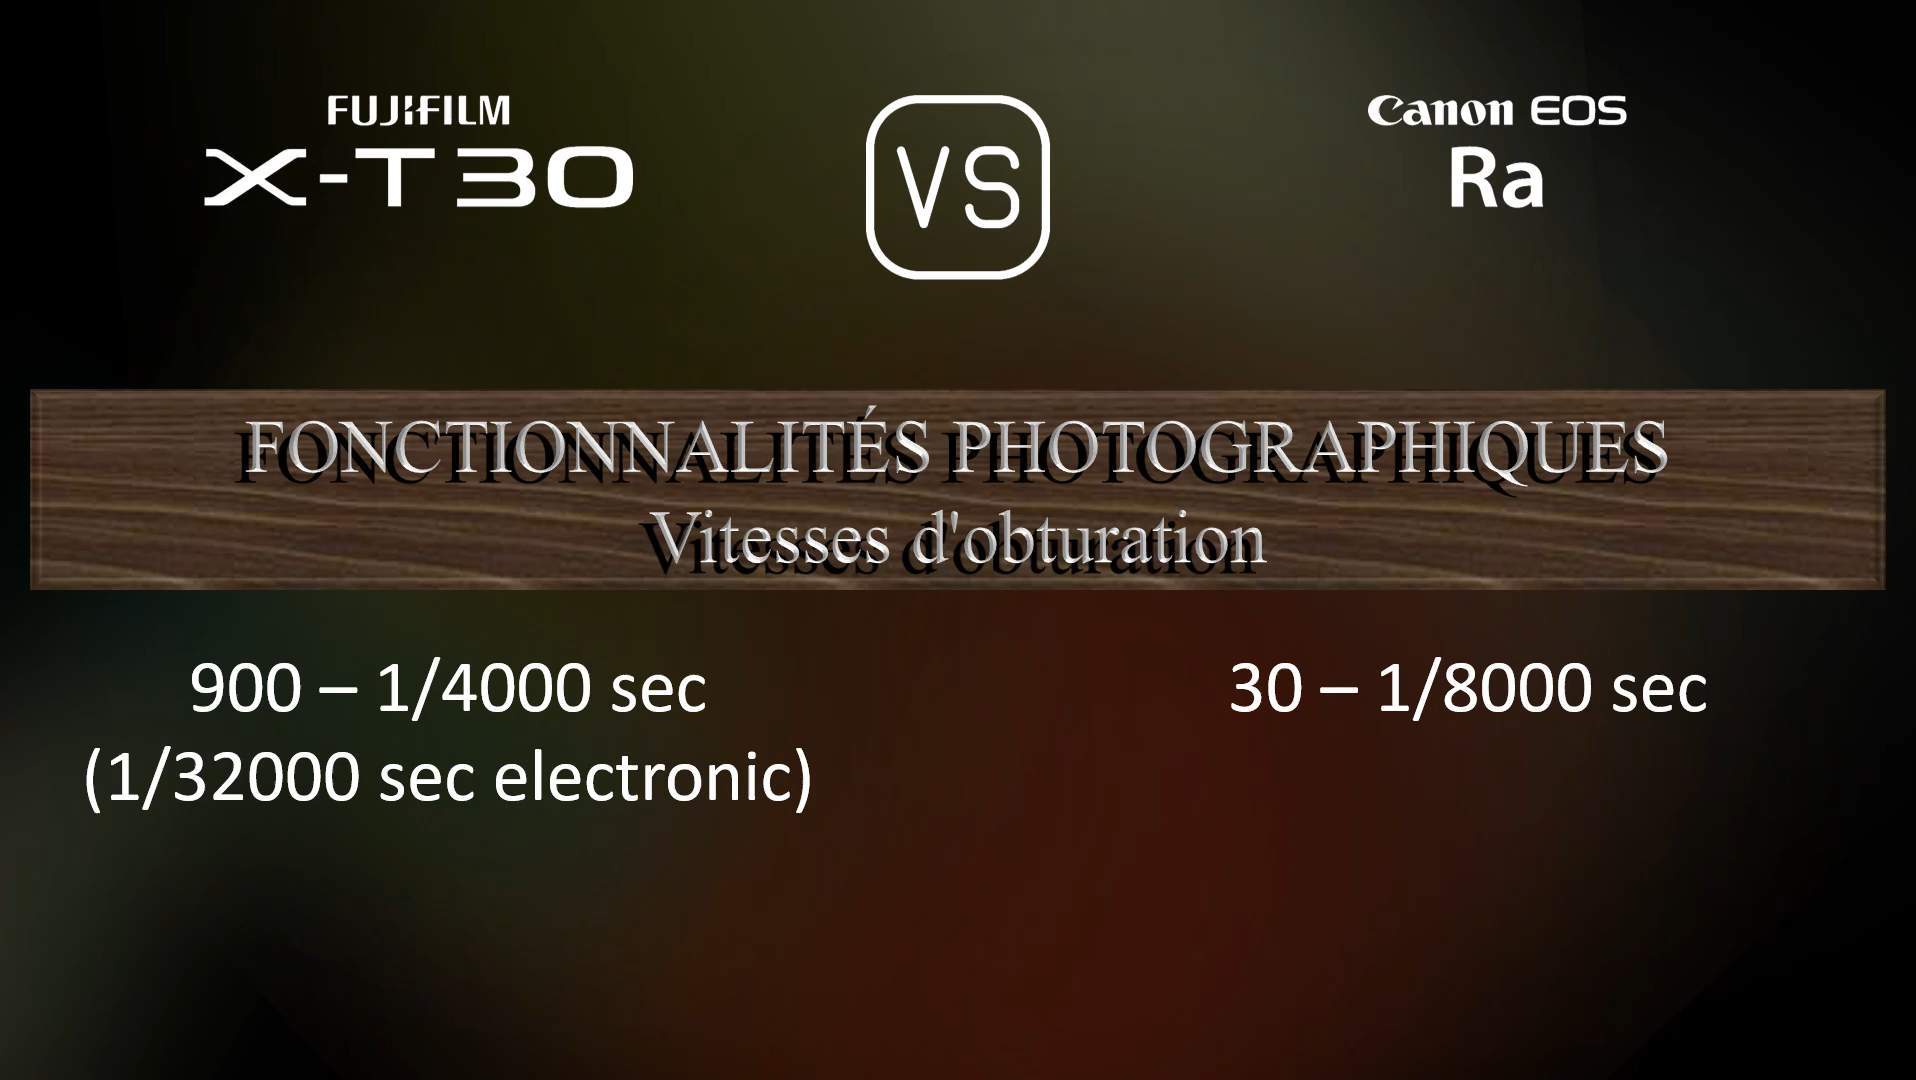 FUJIFILM
X-T30
VS
Canon EOS
Ra
FONCTIONNALITÉS PHOTOGRAPHIQUES
Vitesses d'obturation
900 – 1/4000 sec
(1/32000 sec electronic)
30 – 1/8000 sec